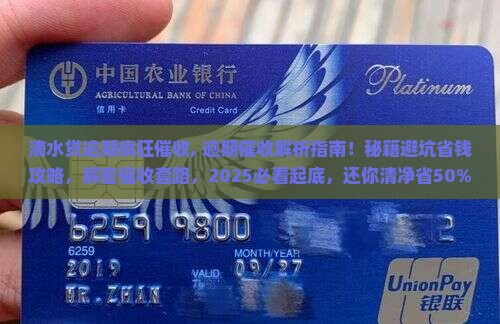 中国农业银行
AGRICULTURAL BANK OF CHINA
Platinum
信用卡 Credit Card
滴水贷逾期疯狂催收, 逾期催收解析指南！秘籍避坑省钱
攻略，解密催收套路，2025必看起底，还你清净省50%
6259 9800 2
6259
MONTH/YEAR
2019 VALID 09/27
MR.ZHAN
UnionPay
银联